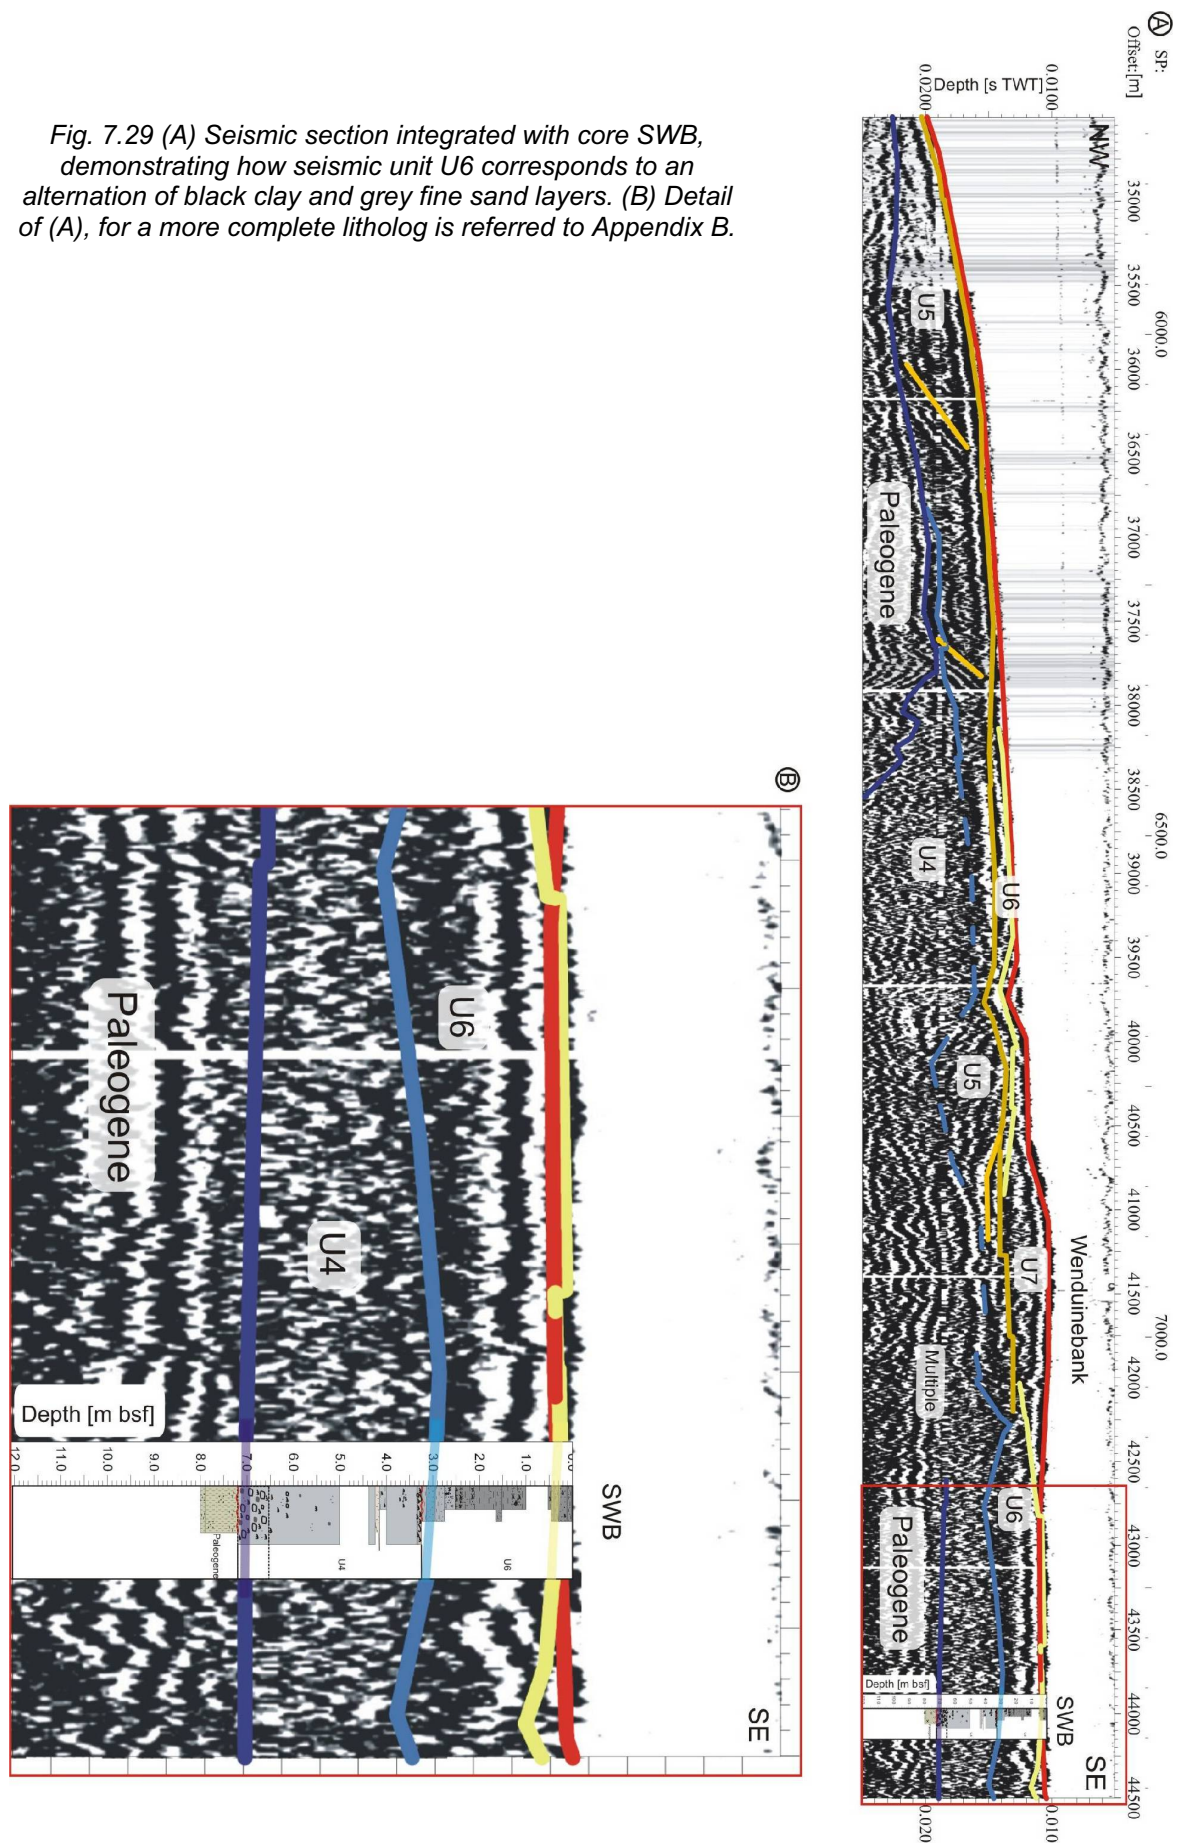 Fig. 7.29 (A) Seismic section integrated with core SWB,
demonstrating how seismic unit U6 corresponds to an
alternation of black clay and grey fine sand layers. (B) Detail
of (A), for a more complete litholog is referred to Appendix B.
A
SP: 6000.0 6500.0 7000.0
Offset:[m] 35000 35500 36000 36500 37000 37500 38000 38500 39000 39500 40000 40500 41000 41500 42000 42500 43000 43500 44000 44500
Depth [s TWT]
0.0100
0.0200
NW
SE
0.010
0.020
Wenduinebank
SWB
U5
Paleogene
U4
U6
U5
U7
Multiple
U6
Paleogene
Depth [m bsf]
B
SE
SWB
U6
U4
Paleogene
Depth [m bsf]
0.0
1.0
2.0
3.0
4.0
5.0
6.0
7.0
8.0
9.0
10.0
11.0
12.0
U6
U4
Paleogene